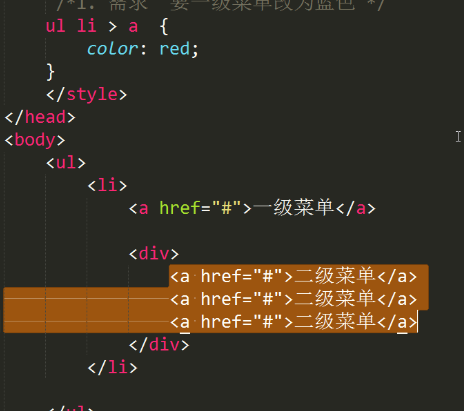 /*1. 需求 要一级菜单改为蓝色 */
ul li > a {
color: red;
}
</style>
</head>
<body>
<ul>
<li>
<a href="#">一级菜单</a>
<div>
<a href="#">二级菜单</a>
<a href="#">二级菜单</a>
<a href="#">二级菜单</a>
</div>
</li>
</ul>